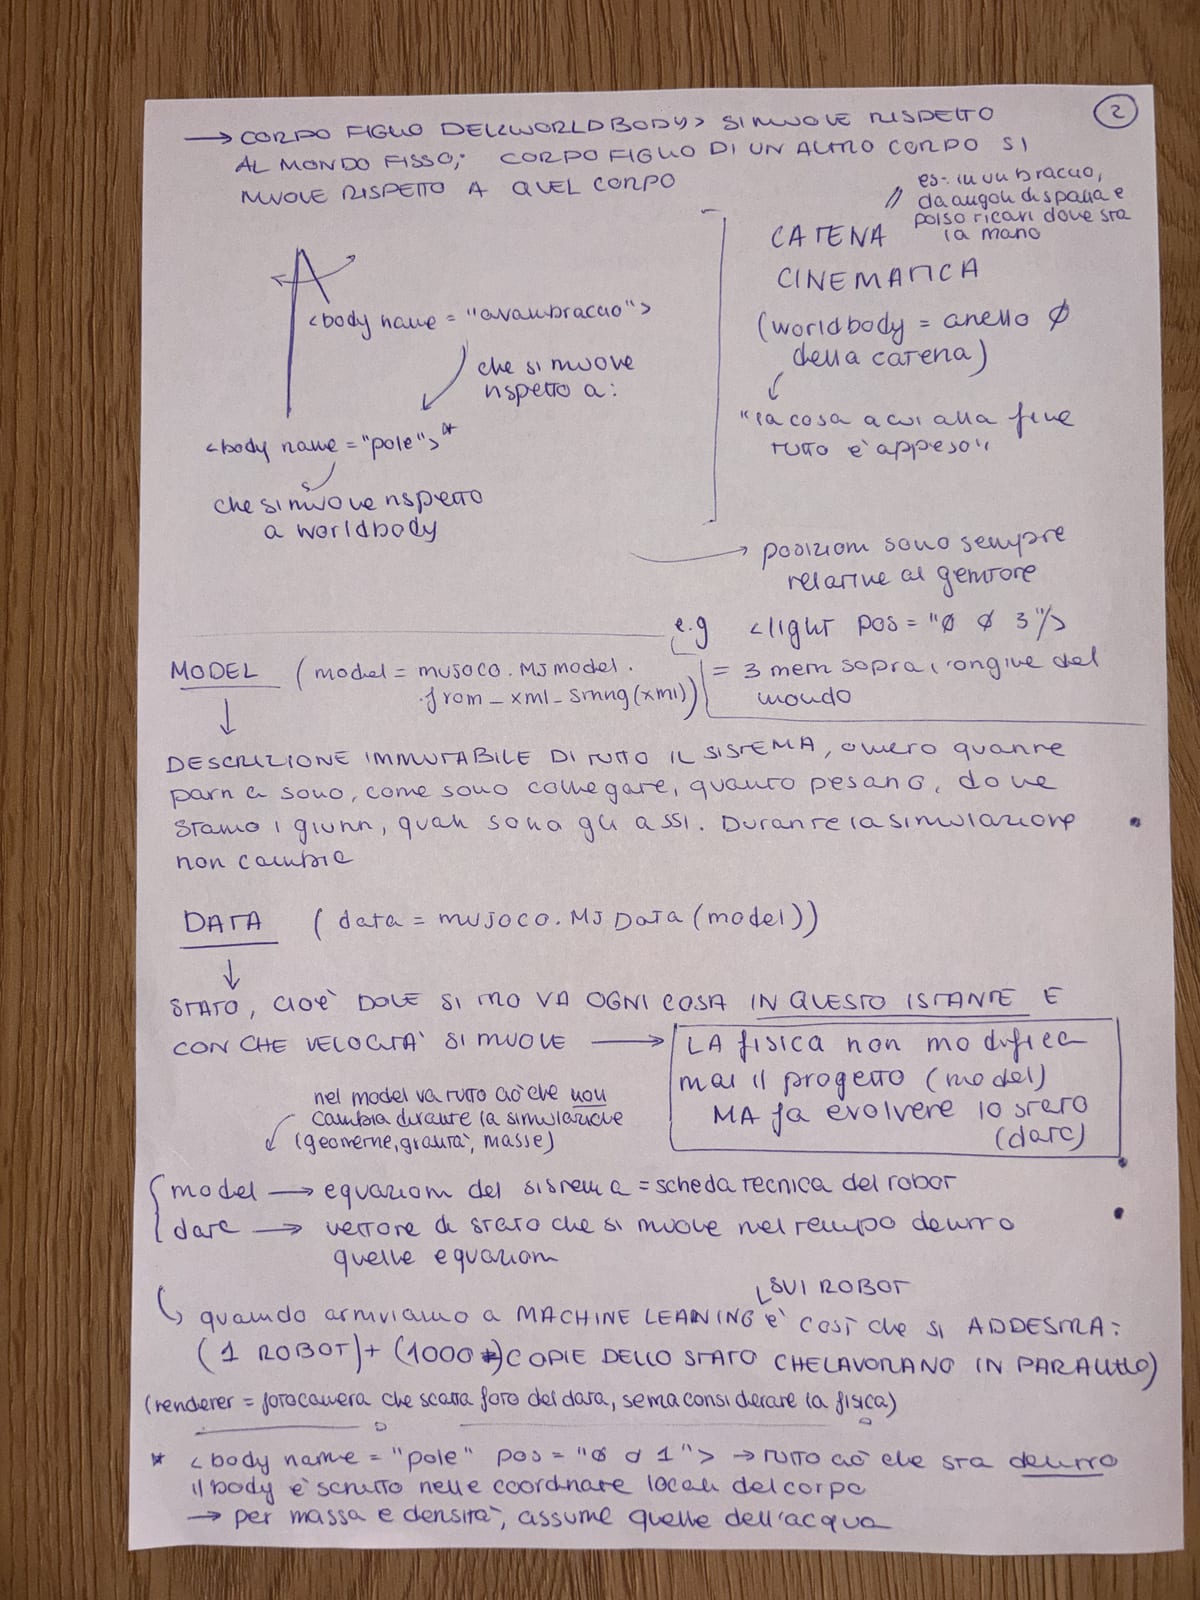 2
→ CORPO FIGLIO DELL'WORLDBODY> SI MUOVE RISPETTO
AL MONDO FISSO; CORPO FIGLIO DI UN ALTRO CORPO SI
MUOVE RISPETTO A QUEL CORPO
es: in un braccio,
da angoli di spalla e
polso ricavi dove sta
la mano
CATENA
CINEMATICA
(worldbody = anello 0
della catena)
"la cosa a cui alla fine
tutto è appeso"
<body name = "avambraccio">
che si muove
rispetto a:
<body name = "pole">*
che si muove rispetto
a worldbody
→ posizioni sono sempre
relative al genitore
e.g <light pos = "0 0 3"/>
= 3 metri sopra l'origine del
mondo
MODEL (model = mujoco.MJmodel.
.from_xml_string(xml))
↓
DESCRIZIONE IMMUTABILE DI TUTTO IL SISTEMA, ovvero quante
parti ci sono, come sono collegate, quanto pesano, dove
stanno i giunti, quali sono gli assi. Durante la simulazione
non cambia
DATA (data = mujoco.MJData(model))
↓
STATO, CIOÈ DOVE SI TROVA OGNI COSA IN QUESTO ISTANTE E
CON CHE VELOCITÀ SI MUOVE →
LA fisica non modifica
mai il progetto (model)
MA fa evolvere lo stato
(data)
nel model va tutto ciò che non
cambia durante la simulazione
(geometrie, gravità, masse)
model → equazioni del sistema = scheda tecnica del robot
data → vettore di stato che si muove nel tempo dentro
quelle equazioni
SUI ROBOT
quando arriviamo a MACHINE LEANING è così che si ADDESTRA:
(1 ROBOT) + (1000 COPIE DELLO STATO CHE LAVORANO IN PARALLELO)
(renderer = fotocamera che scatta foto del data, senza considerare la fisica)
* <body name = "pole" pos = "0 0 1"> → tutto ciò che sta dentro
il body è scritto nelle coordinate locali del corpo
→ per massa e densità, assume quelle dell'acqua